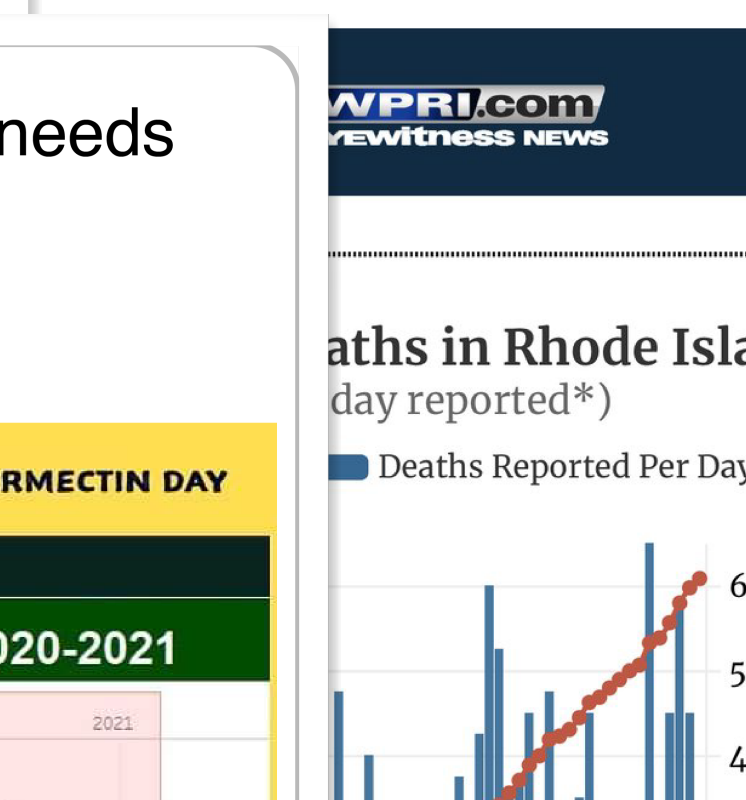 needs
RMECTIN DAY
020-2021
2021
WPRI.com
YEWITNESS NEWS
aths in Rhode Isla
day reported*)
Deaths Reported Per Day
6
5
4